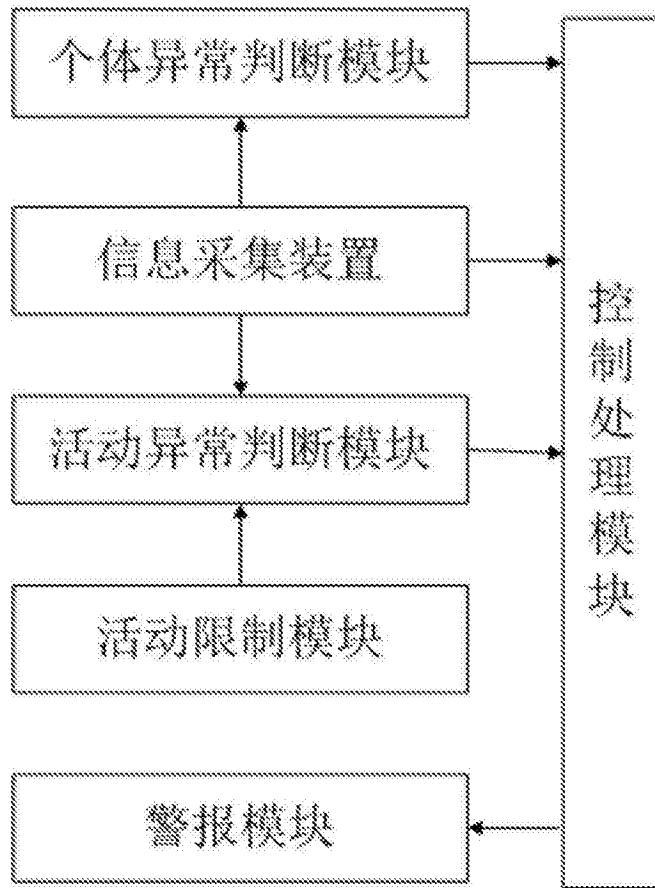 个体异常判断模块
信息采集装置
活动异常判断模块
活动限制模块
警报模块
控制处理模块